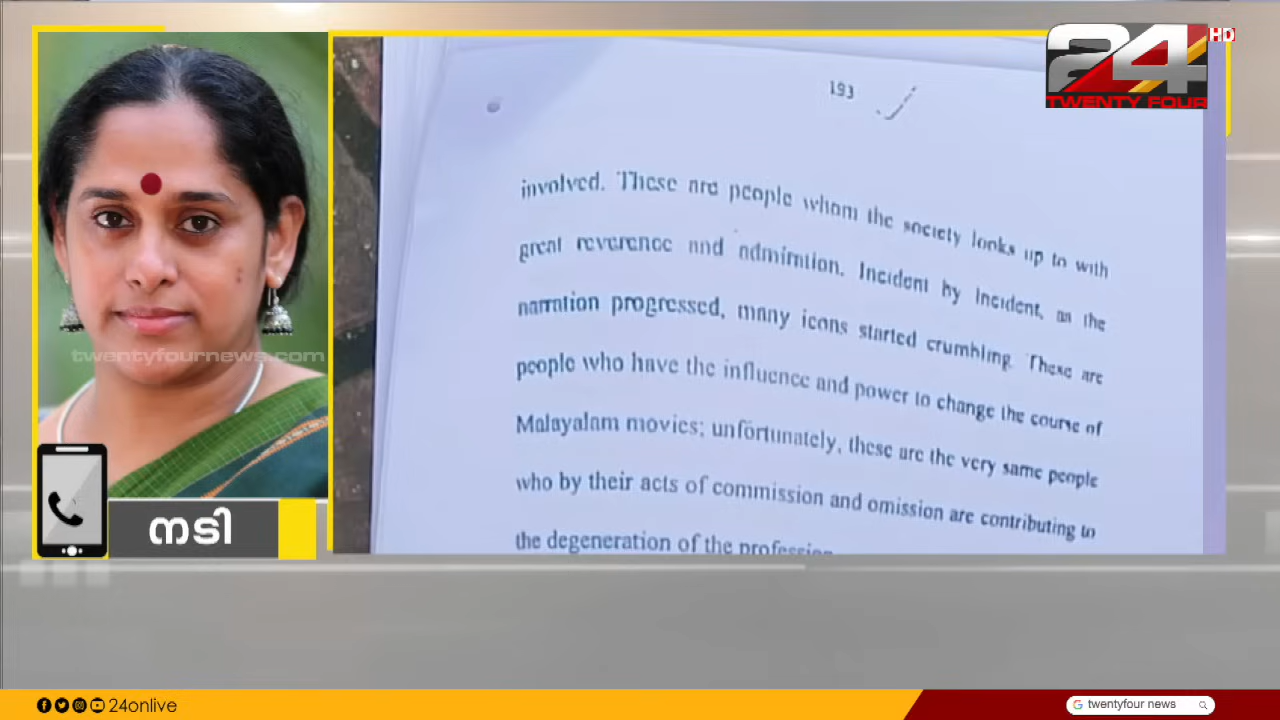 24
HD
TWENTY FOUR
193
involved. These are people whom the society looks up to with
great reverence and admiration. Incident by incident, as the
narration progressed, many icons started crumbling. These are
people who have the influence and power to change the course of
Malayalam movies; unfortunately, these are the very same people
who by their acts of commission and omission are contributing to
the degeneration of the profession
twentyfournews.com
നടി
24onlive
twentyfour news